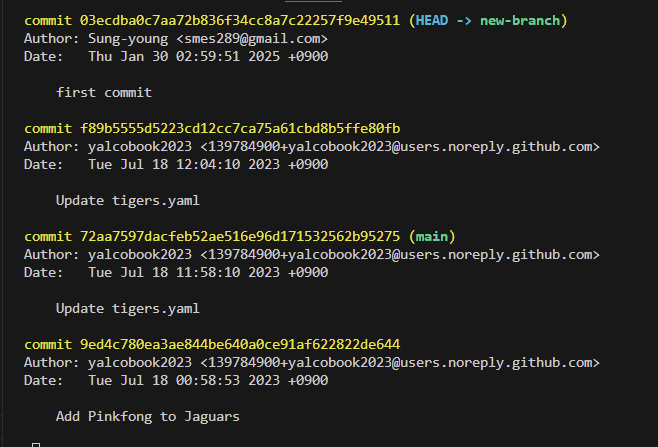 commit 03ecdba0c7aa72b836f34cc8a7c22257f9e49511 (HEAD -> new-branch)
Author: Sung-young <smes289@gmail.com>
Date:   Thu Jan 30 02:59:51 2025 +0900
first commit
commit f89b5555d5223cd12cc7ca75a61cbd8b5ffe80fb
Author: yalcobook2023 <139784900+yalcobook2023@users.noreply.github.com>
Date:   Tue Jul 18 12:04:10 2023 +0900
Update tigers.yaml
commit 72aa7597dacfeb52ae516e96d171532562b95275 (main)
Author: yalcobook2023 <139784900+yalcobook2023@users.noreply.github.com>
Date:   Tue Jul 18 11:58:10 2023 +0900
Update tigers.yaml
commit 9ed4c780ea3ae844be640a0ce91af622822de644
Author: yalcobook2023 <139784900+yalcobook2023@users.noreply.github.com>
Date:   Tue Jul 18 00:58:53 2023 +0900
Add Pinkfong to Jaguars